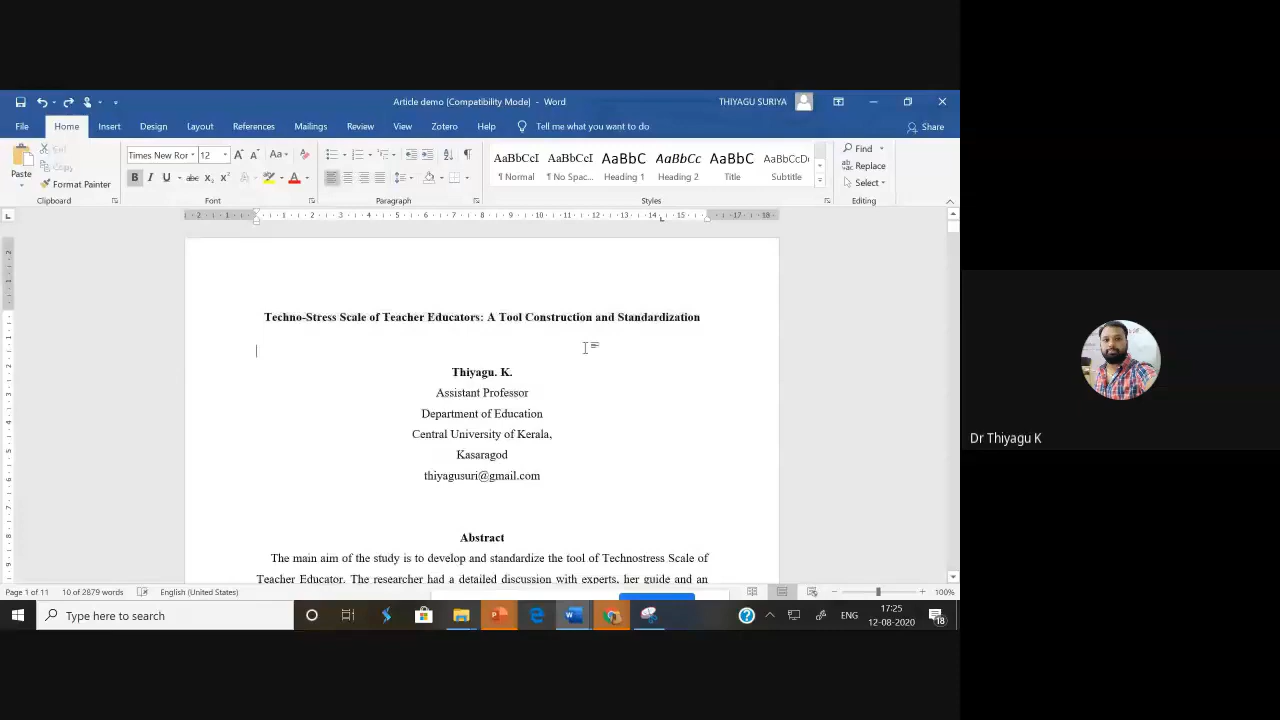 Article demo [Compatibility Mode] - Word
THIYAGU SURIYA
File Home Insert Design Layout References Mailings Review View Zotero Help Tell me what you want to do Share
Paste
Cut
Copy
Format Painter
Clipboard
Times New Ror 12
Font
Paragraph
AaBbCcI AaBbCcI AaBbC AaBbCc AaBbC AaBbCcDi
¶ Normal ¶ No Spac... Heading 1 Heading 2 Title Subtitle
Styles
Find
Replace
Select
Editing
Techno-Stress Scale of Teacher Educators: A Tool Construction and Standardization
Thiyagu. K.
Assistant Professor
Department of Education
Central University of Kerala,
Kasaragod
thiyagusuri@gmail.com
Abstract
The main aim of the study is to develop and standardize the tool of Technostress Scale of
Teacher Educator. The researcher had a detailed discussion with experts, her guide and an
Dr Thiyagu K
Page 1 of 11 10 of 2879 words English (United States) 100%
Type here to search
ENG
17:25
12-08-2020
18